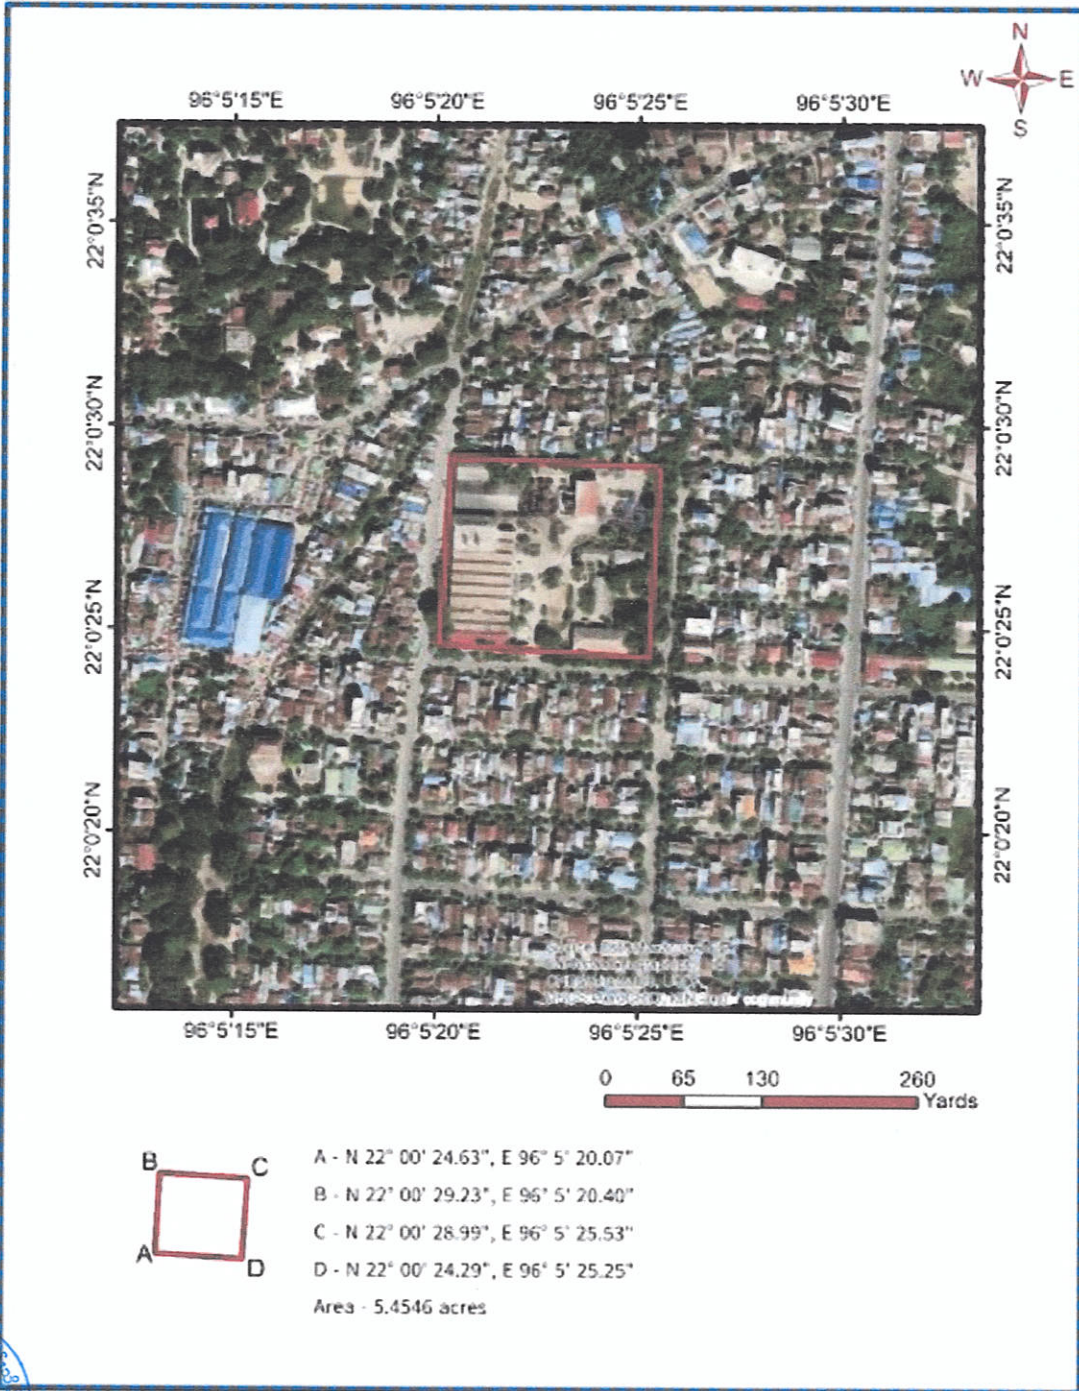 N
W E
S
96°5'15"E 96°5'20"E 96°5'25"E 96°5'30"E
22°0'35"N 22°0'35"N
22°0'30"N 22°0'30"N
22°0'25"N 22°0'25"N
22°0'20"N 22°0'20"N
community
96°5'15"E 96°5'20"E 96°5'25"E 96°5'30"E
0 65 130 260
Yards
B C
A D
A - N 22° 00' 24.63", E 96° 5' 20.07"
B - N 22° 00' 29.23", E 96° 5' 20.40"
C - N 22° 00' 28.99", E 96° 5' 25.53"
D - N 22° 00' 24.29", E 96° 5' 25.25"
Area - 5.4546 acres